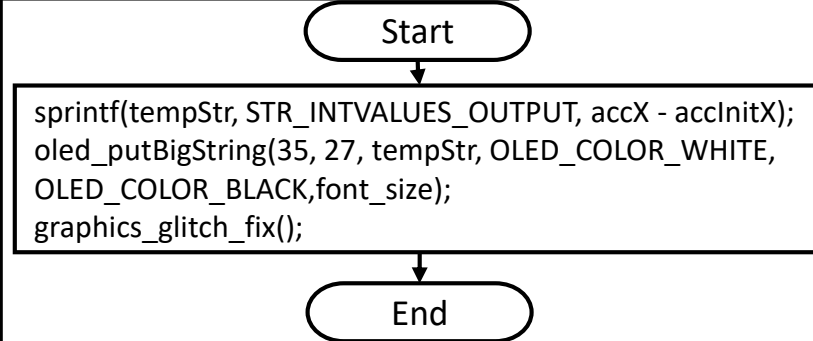 Start
sprintf(tempStr, STR_INTVALUES_OUTPUT, accX - accInitX);
oled_putBigString(35, 27, tempStr, OLED_COLOR_WHITE,
OLED_COLOR_BLACK,font_size);
graphics_glitch_fix();
End